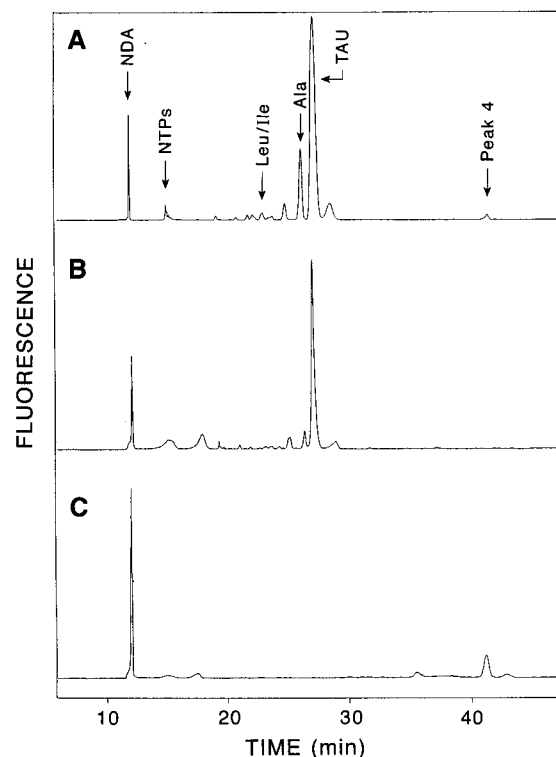 A
NDA
NTPs
Leu/Ile
Ala
TAU
Peak 4
B
C
FLUORESCENCE
10 20 30 40
TIME (min)